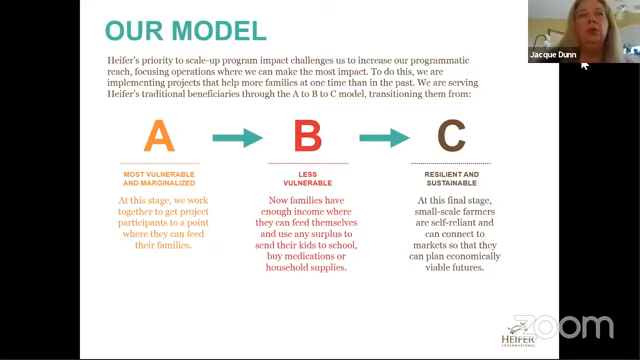 OUR MODEL
Jacque Dunn
Heifer's priority to scale-up program impact challenges us to increase our programmatic
reach, focusing operations where we can make the most impact. To do this, we are
implementing projects that help more families at one time than in the past. We are serving
Heifer's traditional beneficiaries through the A to B to C model, transitioning them from:
A
MOST VULNERABLE
AND MARGINALIZED
At this stage, we work
together to get project
participants to a point
where they can feed
their families.
B
LESS
VULNERABLE
Now families have
enough income where
they can feed themselves
and use any surplus to
send their kids to school,
buy medications or
household supplies.
C
RESILIENT AND
SUSTAINABLE
At this final stage,
small-scale farmers
are self-reliant and
can connect to
markets so that they
can plan economically
viable futures.
HEIFER
INTERNATIONAL
zoom